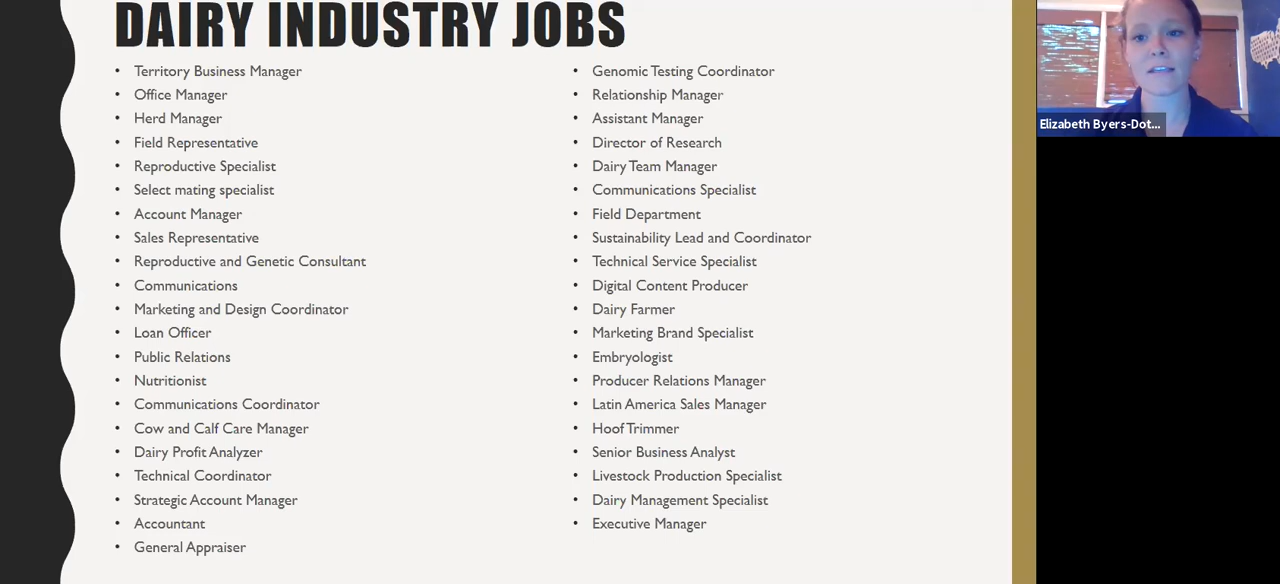 DAIRY INDUSTRY JOBS
• Territory Business Manager
• Office Manager
• Herd Manager
• Field Representative
• Reproductive Specialist
• Select mating specialist
• Account Manager
• Sales Representative
• Reproductive and Genetic Consultant
• Communications
• Marketing and Design Coordinator
• Loan Officer
• Public Relations
• Nutritionist
• Communications Coordinator
• Cow and Calf Care Manager
• Dairy Profit Analyzer
• Technical Coordinator
• Strategic Account Manager
• Accountant
• General Appraiser
• Genomic Testing Coordinator
• Relationship Manager
• Assistant Manager
• Director of Research
• Dairy Team Manager
• Communications Specialist
• Field Department
• Sustainability Lead and Coordinator
• Technical Service Specialist
• Digital Content Producer
• Dairy Farmer
• Marketing Brand Specialist
• Embryologist
• Producer Relations Manager
• Latin America Sales Manager
• Hoof Trimmer
• Senior Business Analyst
• Livestock Production Specialist
• Dairy Management Specialist
• Executive Manager
Elizabeth Byers-Dot...